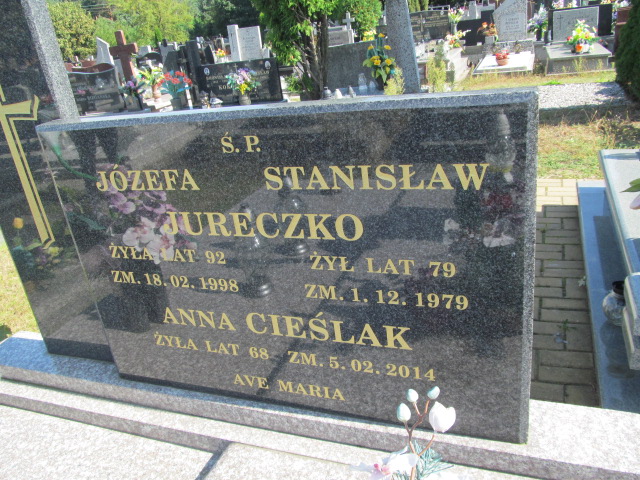 Ś. P.
JÓZEFA STANISŁAW
JURECZKO
ŻYŁA LAT 92 ŻYŁ LAT 79
ZM. 18. 02. 1998 ZM. 1. 12. 1979
ANNA CIEŚLAK
ŻYŁA LAT 68 ZM. 5. 02. 2014
AVE MARIA